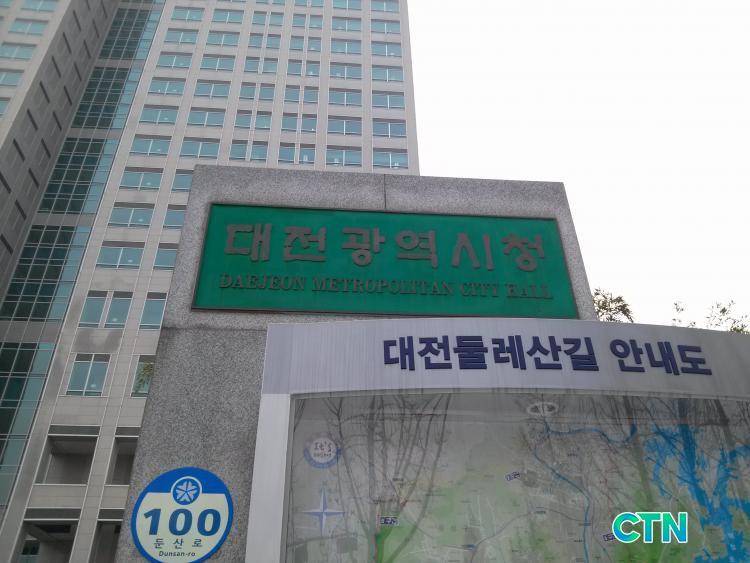 대전광역시청
DAEJEON METROPOLITAN CITY HALL
대전둘레산길 안내도
It's
100
둔산로
Dunsan-ro
CTN